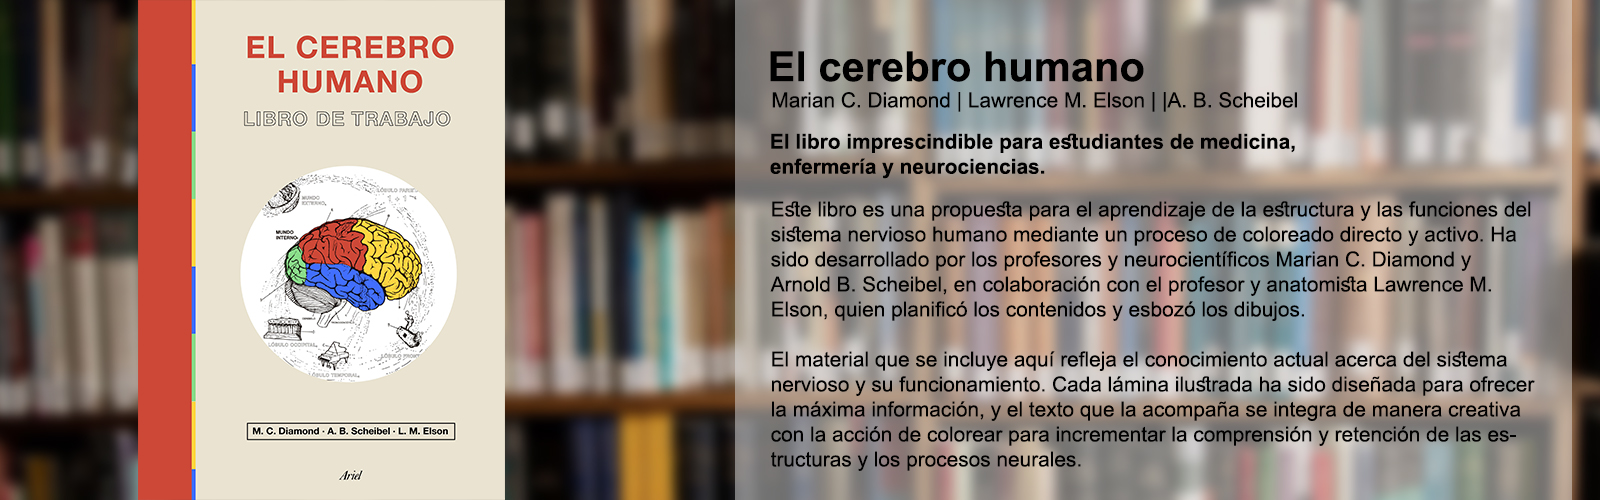 EL CEREBRO
HUMANO
LIBRO DE TRABAJO
LÓBULO PARIE
MUNDO
EXTERNO
MUNDO
INTERNO
LÓBULO OCCIPITAL
LÓBULO FRONT
LÓBULO TEMPORAL
M. C. Diamond · A. B. Scheibel · L. M. Elson
Ariel
El cerebro humano
Marian C. Diamond | Lawrence M. Elson | |A. B. Scheibel
El libro imprescindible para estudiantes de medicina,
enfermería y neurociencias.
Este libro es una propuesta para el aprendizaje de la estructura y las funciones del
sistema nervioso humano mediante un proceso de coloreado directo y activo. Ha
sido desarrollado por los profesores y neurocientíficos Marian C. Diamond y
Arnold B. Scheibel, en colaboración con el profesor y anatomista Lawrence M.
Elson, quien planificó los contenidos y esbozó los dibujos.
El material que se incluye aquí refleja el conocimiento actual acerca del sistema
nervioso y su funcionamiento. Cada lámina ilustrada ha sido diseñada para ofrecer
la máxima información, y el texto que la acompaña se integra de manera creativa
con la acción de colorear para incrementar la comprensión y retención de las es-
tructuras y los procesos neurales.